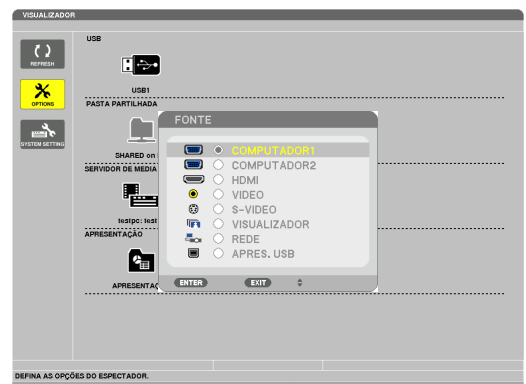 VISUALIZADOR
REFRESH
OPTIONS
SYSTEM SETTING
USB
USB1
PASTA PARTILHADA
SHARED on
SERVIDOR DE MEDIA
testpc: test
APRESENTAÇÃO
APRESENTAÇ
FONTE
COMPUTADOR1
COMPUTADOR2
HDMI
VIDEO
S-VIDEO
VISUALIZADOR
REDE
APRES. USB
ENTER EXIT
DEFINA AS OPÇÕES DO ESPECTADOR.